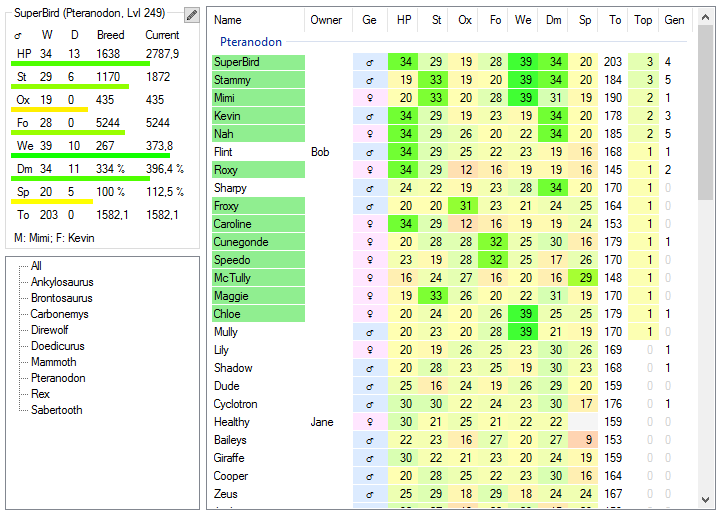 SuperBird (Pteranodon, Lvl 249)
♂ W D Breed Current
HP 34 13 1638 2787,9
St 29 6 1170 1872
Ox 19 0 435 435
Fo 28 0 5244 5244
We 39 10 267 373,8
Dm 34 11 334 % 396,4 %
Sp 20 5 100 % 112,5 %
To 203 0 1582,1 1582,1
M: Mimi; F: Kevin
All
Ankylosaurus
Brontosaurus
Carbonemys
Direwolf
Doedicurus
Mammoth
Pteranodon
Rex
Sabertooth
Name Owner Ge HP St Ox Fo We Dm Sp To Top Gen
Pteranodon
SuperBird ♂ 34 29 19 28 39 34 20 203 3 4
Stammy ♂ 19 33 19 28 39 34 20 184 3 5
Mimi ♀ 20 33 20 28 39 31 19 190 2 1
Kevin ♂ 34 29 19 23 19 34 20 178 2 3
Nah ♂ 34 29 26 22 20 34 20 185 2 5
Flint Bob ♂ 34 29 25 22 23 19 16 168 1 1
Roxy ♀ 34 29 12 16 19 19 16 145 1 2
Sharpy ♂ 24 22 19 23 28 34 20 170 1 0
Froxy ♂ 20 20 31 23 21 24 25 164 1 0
Caroline ♀ 34 29 12 16 19 19 24 153 1 0
Cunegonde ♀ 20 28 28 32 25 30 16 179 1 1
Speedo ♀ 23 19 28 32 25 17 26 170 1 0
McTully ♀ 16 24 27 16 20 16 29 148 1 0
Maggie ♀ 19 33 26 20 22 31 19 170 1 0
Chloe ♀ 20 24 20 26 39 25 25 179 1 1
Mully ♂ 20 23 20 28 39 21 19 170 1 0
Lily ♀ 20 19 26 25 23 30 26 169 0 1
Shadow ♂ 20 28 23 25 19 30 23 168 0 1
Dude ♂ 25 16 24 19 26 29 20 159 0 0
Cyclotron ♂ 30 30 22 24 23 30 17 176 0 1
Healthy Jane ♀ 30 21 25 21 22 22 159 0 0
Baileys ♂ 22 23 16 27 20 27 9 153 0 0
Giraffe ♂ 30 22 21 23 20 24 19 159 0 0
Cooper ♂ 20 28 25 22 23 30 16 164 0 0
Zeus ♂ 25 29 18 29 18 24 24 167 0 0